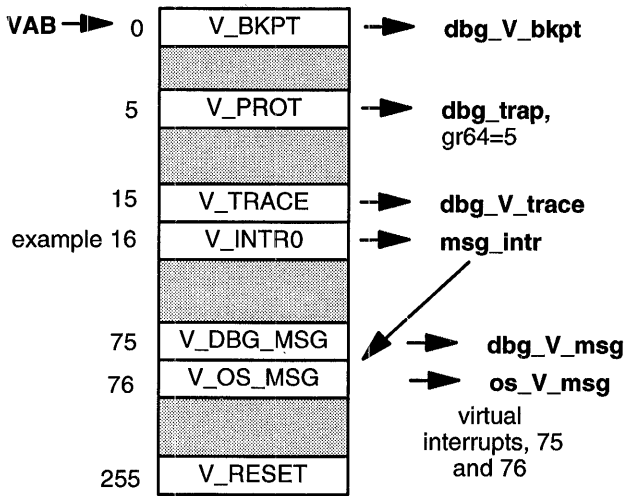 VAB 0 V_BKPT dbg_V_bkpt
5 V_PROT dbg_trap,
gr64=5
15 V_TRACE dbg_V_trace
example 16 V_INTR0 msg_intr
75 V_DBG_MSG dbg_V_msg
76 V_OS_MSG os_V_msg
virtual
interrupts, 75
and 76
255 V_RESET